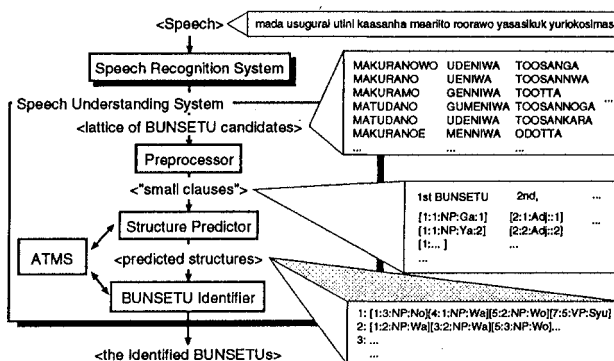 <Speech>
mada usugurai utini kaasanha meariito roorawo yasasikuk yuriokosimas
Speech Recognition System
MAKURANOWO UDENIWA TOOSANGA
MAKURANO UENIWA TOOSANNWA
MAKURAMO GENNIWA TOOTTA
MATUDANO GUMENIWA TOOSANNOGA
MATUDANO UDENIWA TOOSANKARA
MAKURANOE MENNIWA ODOTTA
... ... ...
Speech Understanding System
<lattice of BUNSETU candidates>
Preprocessor
<"small clauses">
1st BUNSETU 2nd,
[1:1:NP:Ga:1] [2:1:Adj::1]
[1:1:NP:Ya:2] [2:2:Adj::2]
[1:... ] ...
...
Structure Predictor
ATMS
<predicted structures>
BUNSETU Identifier
1: [1:3:NP:No][4:1:NP:Wa][5:2:NP:Wo][7:5:VP:Syu]
2: [1:2:NP:Wa][3:2:NP:Wa][5:3:NP:Wo]...
3: ...
...
<the Identified BUNSETUs>